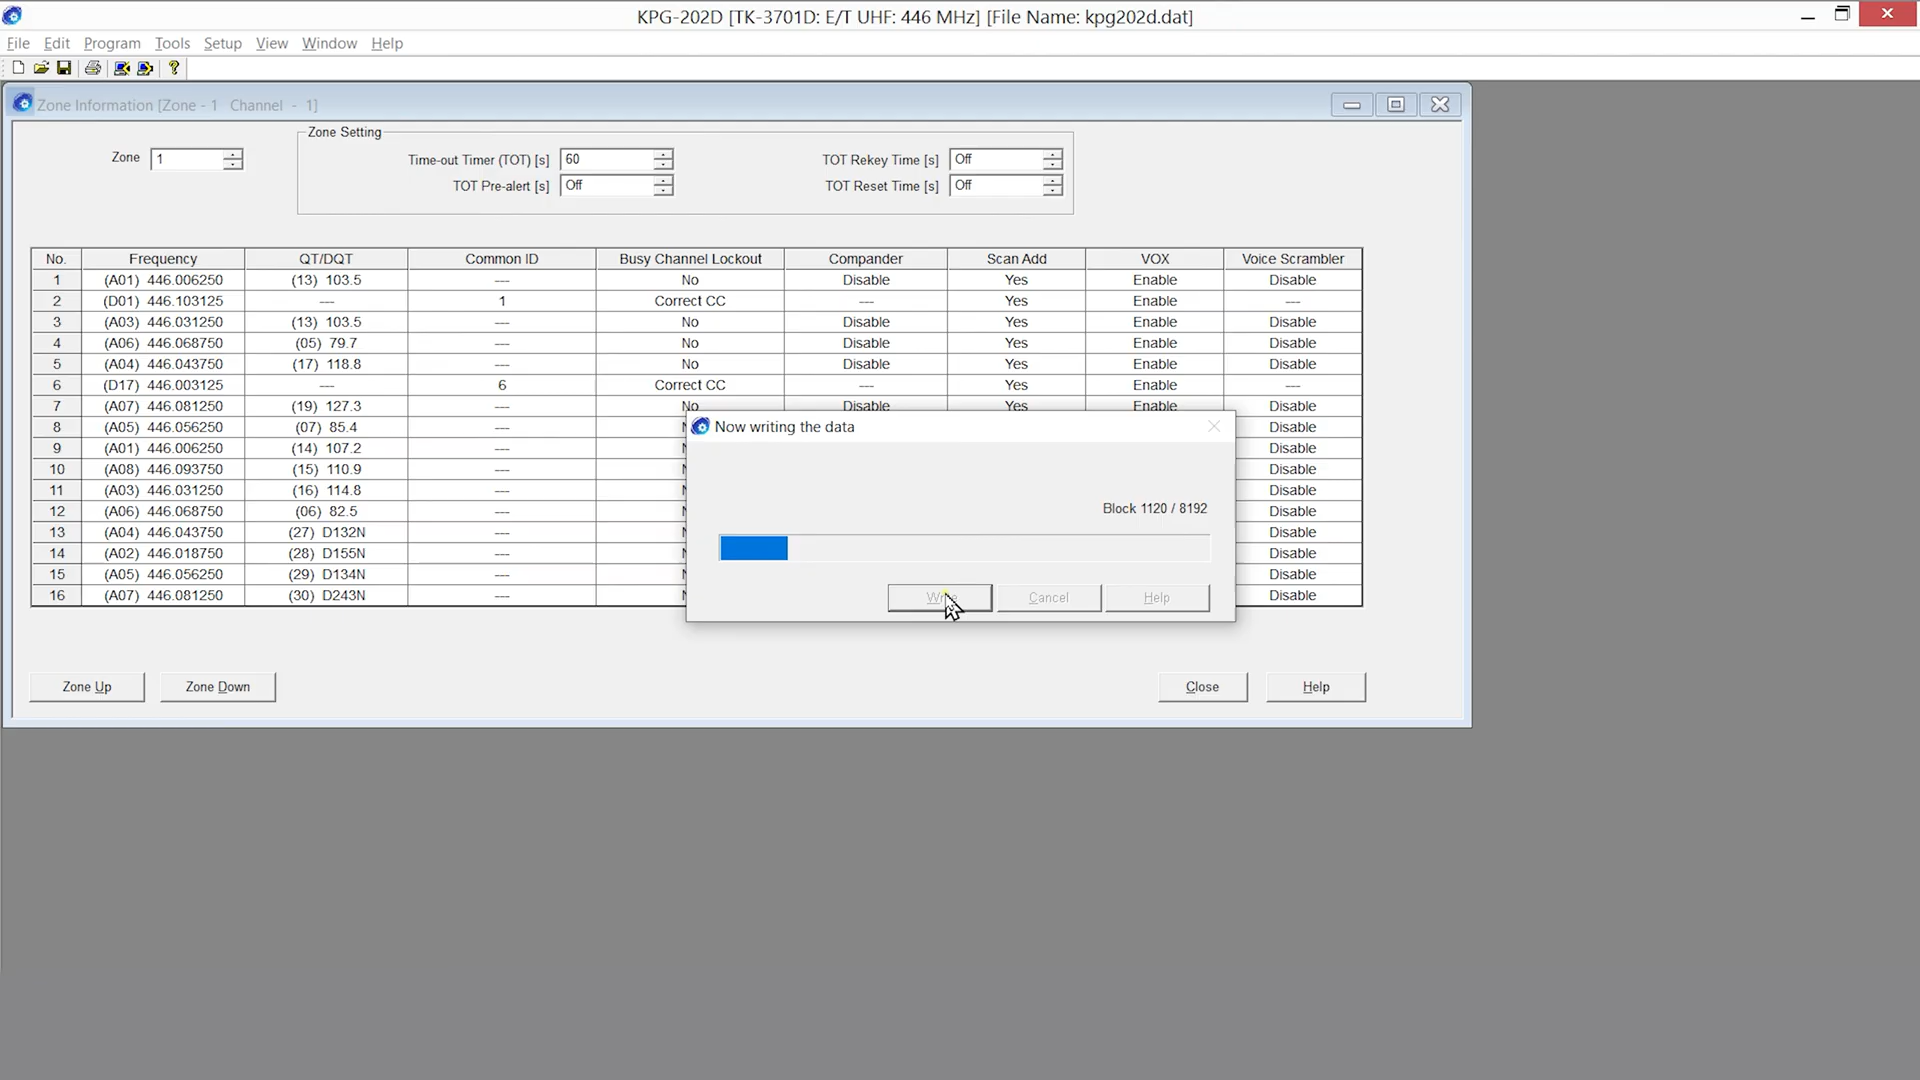 KPG-202D [TK-3701D: E/T UHF: 446 MHz] [File Name: kpg202d.dat]
File Edit Program Tools Setup View Window Help
Zone Information [Zone - 1 Channel - 1]
Zone Setting
Zone 1 Time-out Timer (TOT) [s] 60 TOT Rekey Time [s] Off
TOT Pre-alert [s] Off TOT Reset Time [s] Off
No. Frequency QT/DQT Common ID Busy Channel Lockout Compander Scan Add VOX Voice Scrambler
1 (A01) 446.006250 (13) 103.5 --- No Disable Yes Enable Disable
2 (D01) 446.103125 --- 1 Correct CC --- Yes Enable ---
3 (A03) 446.031250 (13) 103.5 --- No Disable Yes Enable Disable
4 (A06) 446.068750 (05) 79.7 --- No Disable Yes Enable Disable
5 (A04) 446.043750 (17) 118.8 --- No Disable Yes Enable Disable
6 (D17) 446.003125 --- 6 Correct CC --- Yes Enable ---
7 (A07) 446.081250 (19) 127.3 --- No Disable Yes Enable Disable
8 (A05) 446.056250 (07) 85.4 --- Disable
9 (A01) 446.006250 (14) 107.2 --- Disable
10 (A08) 446.093750 (15) 110.9 --- Disable
11 (A03) 446.031250 (16) 114.8 --- Disable
12 (A06) 446.068750 (06) 82.5 --- Disable
13 (A04) 446.043750 (27) D132N --- Disable
14 (A02) 446.018750 (28) D155N --- Disable
15 (A05) 446.056250 (29) D134N --- Disable
16 (A07) 446.081250 (30) D243N --- Disable
Now writing the data
Block 1120 / 8192
Write Cancel Help
Zone Up Zone Down Close Help